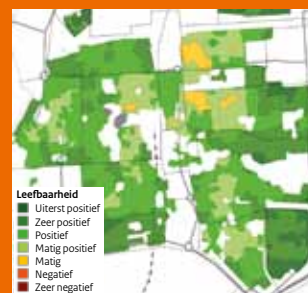 Leefbaarheid
Uiterst positief
Zeer positief
Positief
Matig positief
Matig
Negatief
Zeer negatief